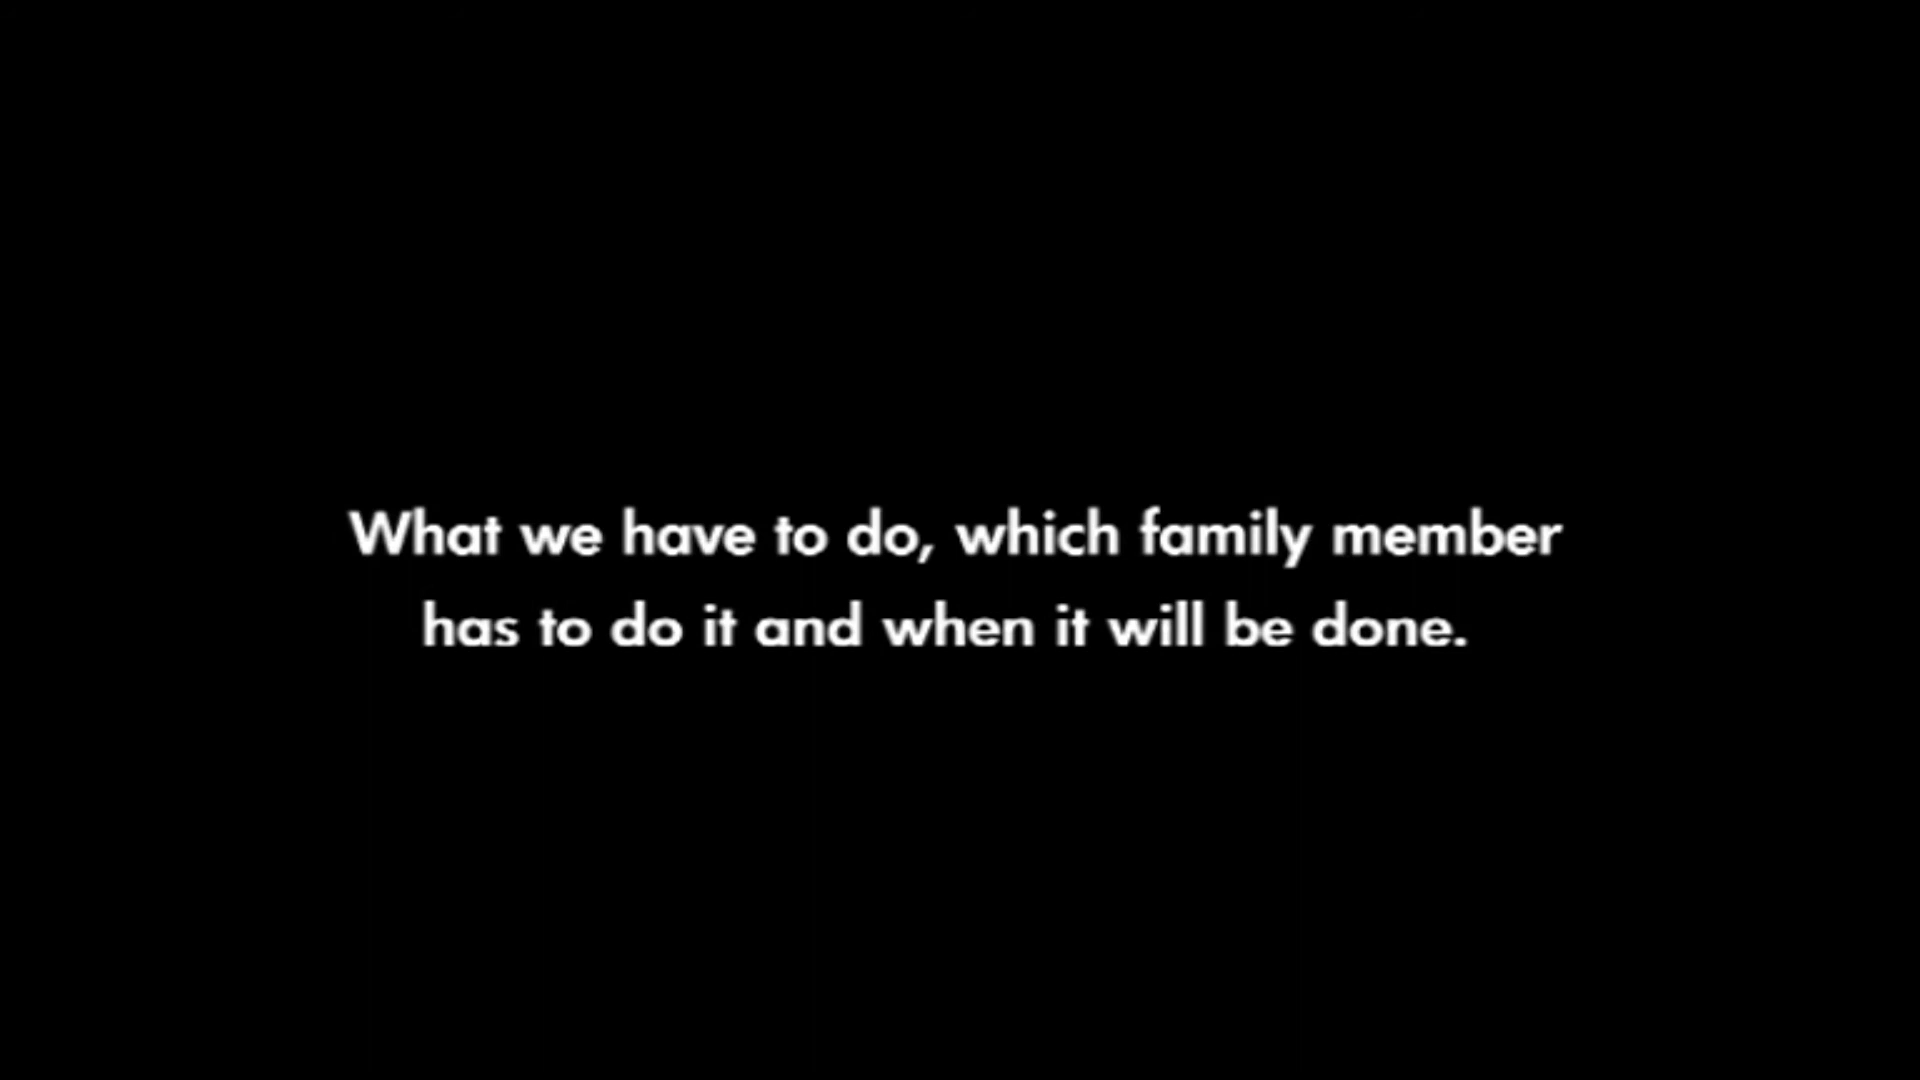 What we have to do, which family member
has to do it and when it will be done.